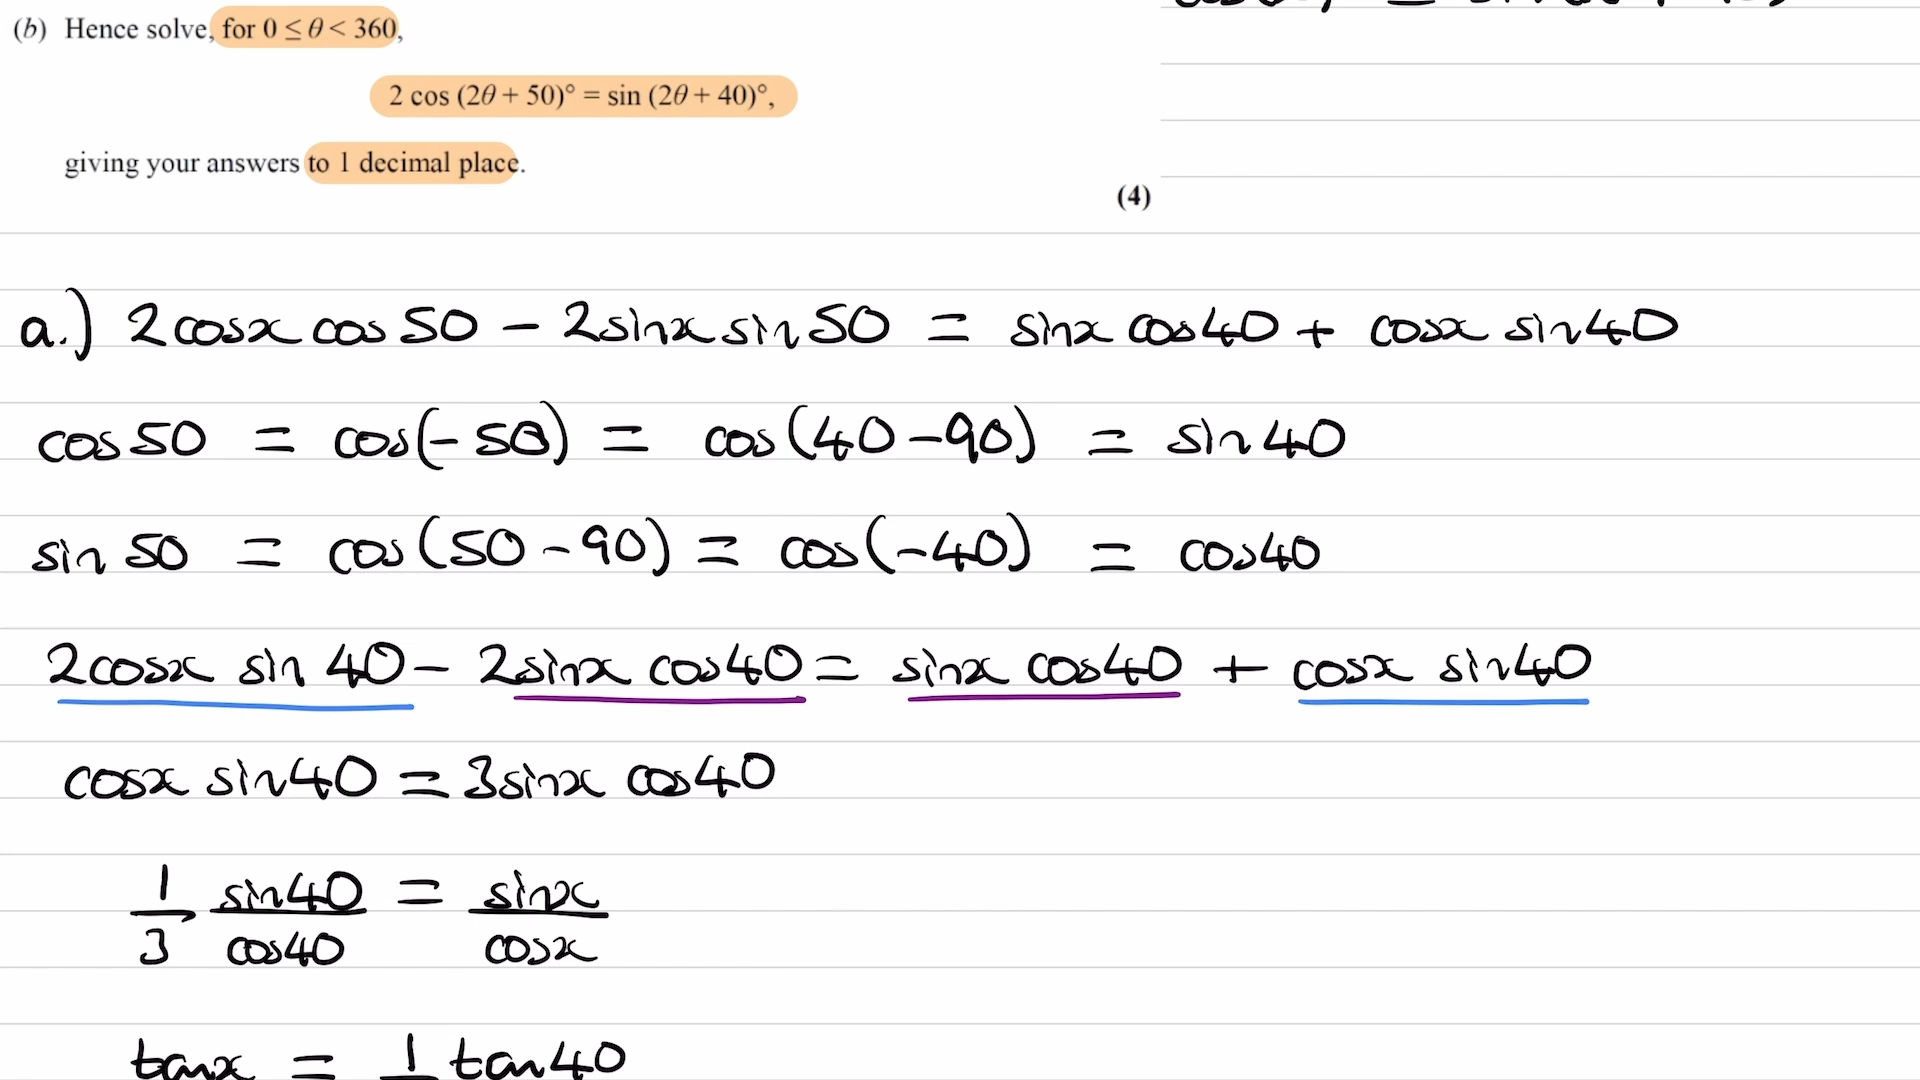 (b) Hence solve, for 0 ≤ θ < 360,
2 cos (2θ + 50)° = sin (2θ + 40)°,
giving your answers to 1 decimal place.
(4)
a.) 2cosx cos50 - 2sinx sin50 = sinx cos40 + cosx sin40
cos50 = cos(-50) = cos(40-90) = sin40
sin50 = cos(50-90) = cos(-40) = cos40
2cosx sin40 - 2sinx cos40 = sinx cos40 + cosx sin40
cosx sin40 = 3sinx cos40
1/3 sin40/cos40 = sinx/cosx
tanx = 1 tan40